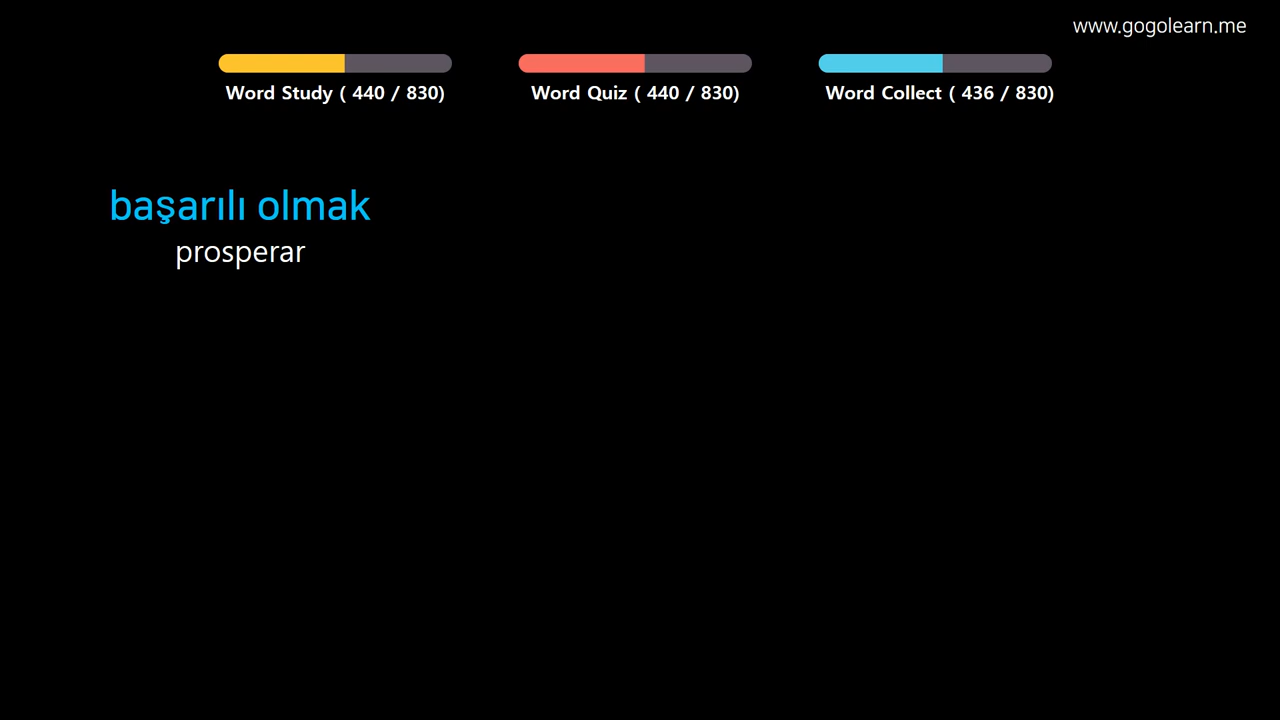 www.gogolearn.me
Word Study ( 440 / 830)
Word Quiz ( 440 / 830)
Word Collect ( 436 / 830)
başarılı olmak
prosperar